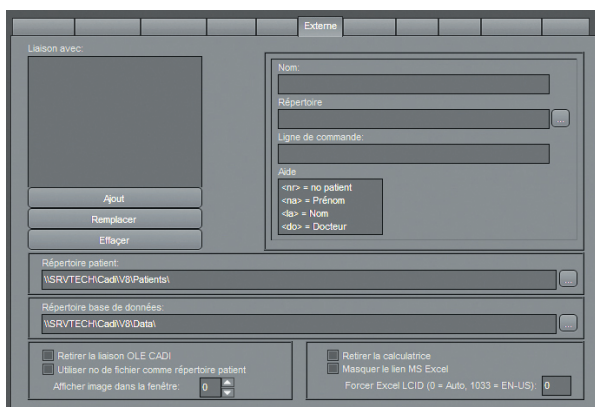 Externe
Liaison avec:
Ajout
Remplacer
Effaçer
Nom:
Répertoire
...
Ligne de commande:
Aide
<nr> = no patient
<na> = Prénom
<la> = Nom
<do> = Docteur
Répertoire patient:
\\SRVTECH\Cadi\V8\Patients\
...
Répertoire base de données:
\\SRVTECH\Cadi\V8\Data\
...
Retirer la liaison OLE CADI
Utiliser no de fichier comme répertoire patient
Afficher image dans la fenêtre: 0
Retirer la calculatrice
Masquer le lien MS Excel
Forcer Excel LCID (0 = Auto, 1033 = EN-US): 0